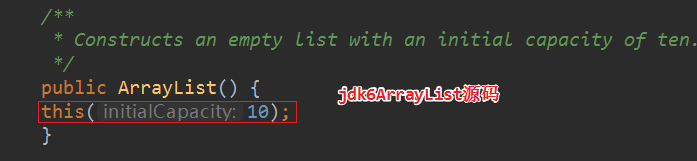 /**
* Constructs an empty list with an initial capacity of ten.
*/
public ArrayList() {
this( initialCapacity: 10);
jdk6ArrayList源码
}